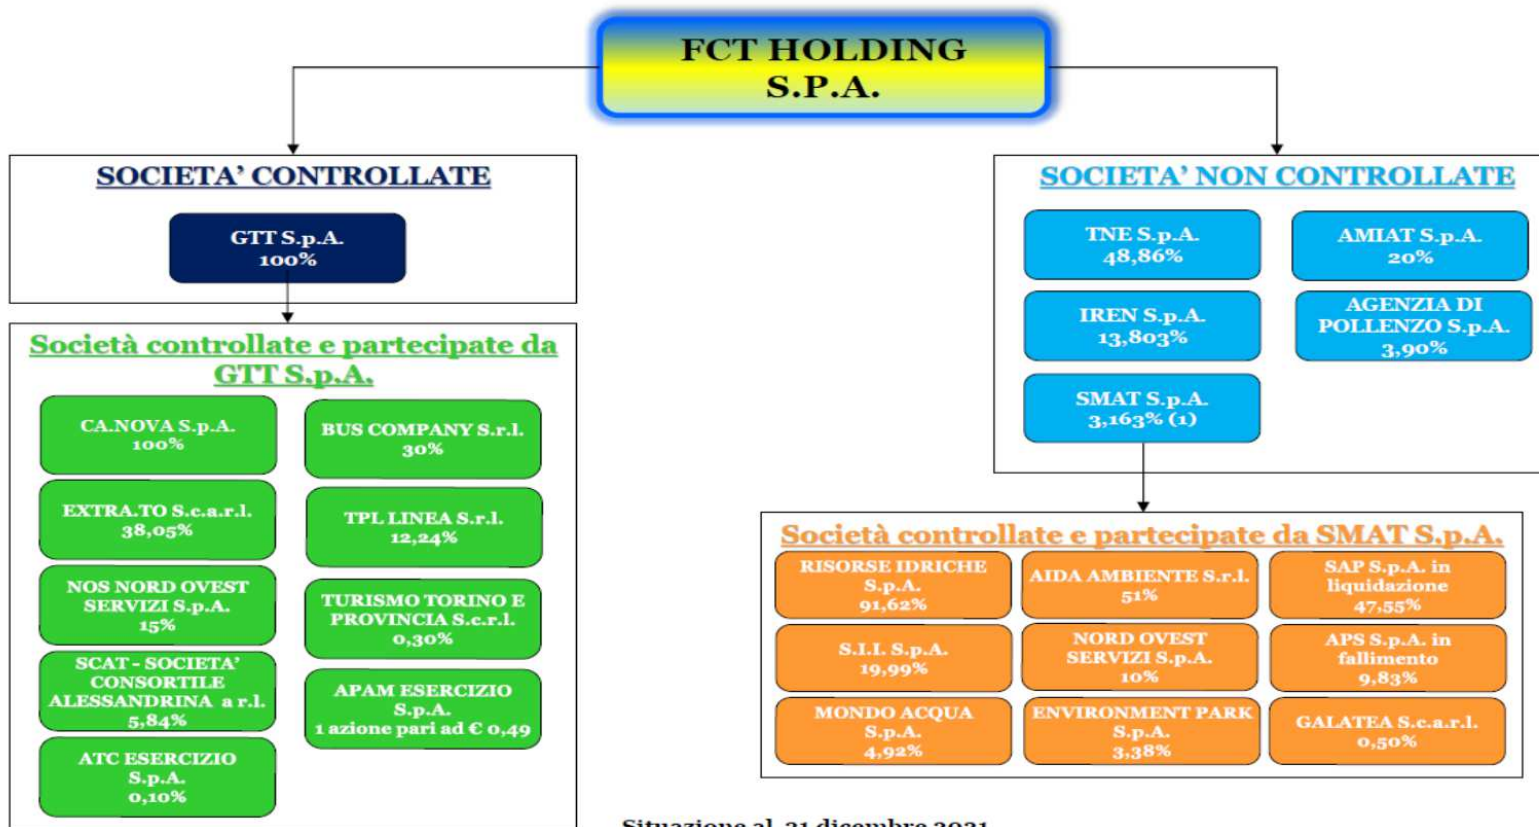 FCT HOLDING
S.P.A.
SOCIETA’ CONTROLLATE
GTT S.p.A.
100%
Società controllate e partecipate da
GTT S.p.A.
CA.NOVA S.p.A.
100%
BUS COMPANY S.r.l.
30%
EXTRA.TO S.c.a.r.l.
38,05%
TPL LINEA S.r.l.
12,24%
NOS NORD OVEST
SERVIZI S.p.A.
15%
TURISMO TORINO E
PROVINCIA S.c.r.l.
0,30%
SCAT - SOCIETA’
CONSORTILE
ALESSANDRINA a r.l.
5,84%
APAM ESERCIZIO
S.p.A.
1 azione pari ad € 0,49
ATC ESERCIZIO
S.p.A.
0,10%
SOCIETA’ NON CONTROLLATE
TNE S.p.A.
48,86%
AMIAT S.p.A.
20%
IREN S.p.A.
13,803%
AGENZIA DI
POLLENZO S.p.A.
3,90%
SMAT S.p.A.
3,163% (1)
Società controllate e partecipate da SMAT S.p.A.
RISORSE IDRICHE
S.p.A.
91,62%
AIDA AMBIENTE S.r.l.
51%
SAP S.p.A. in
liquidazione
47,55%
S.I.I. S.p.A.
19,99%
NORD OVEST
SERVIZI S.p.A.
10%
APS S.p.A. in
fallimento
9,83%
MONDO ACQUA
S.p.A.
4,92%
ENVIRONMENT PARK
S.p.A.
3,38%
GALATEA S.c.a.r.l.
0,50%
Situazione al 31 dicembre 2021